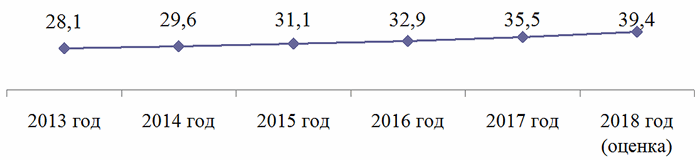 28,1 29,6 31,1 32,9 35,5 39,4
2013 год 2014 год 2015 год 2016 год 2017 год 2018 год
(оценка)